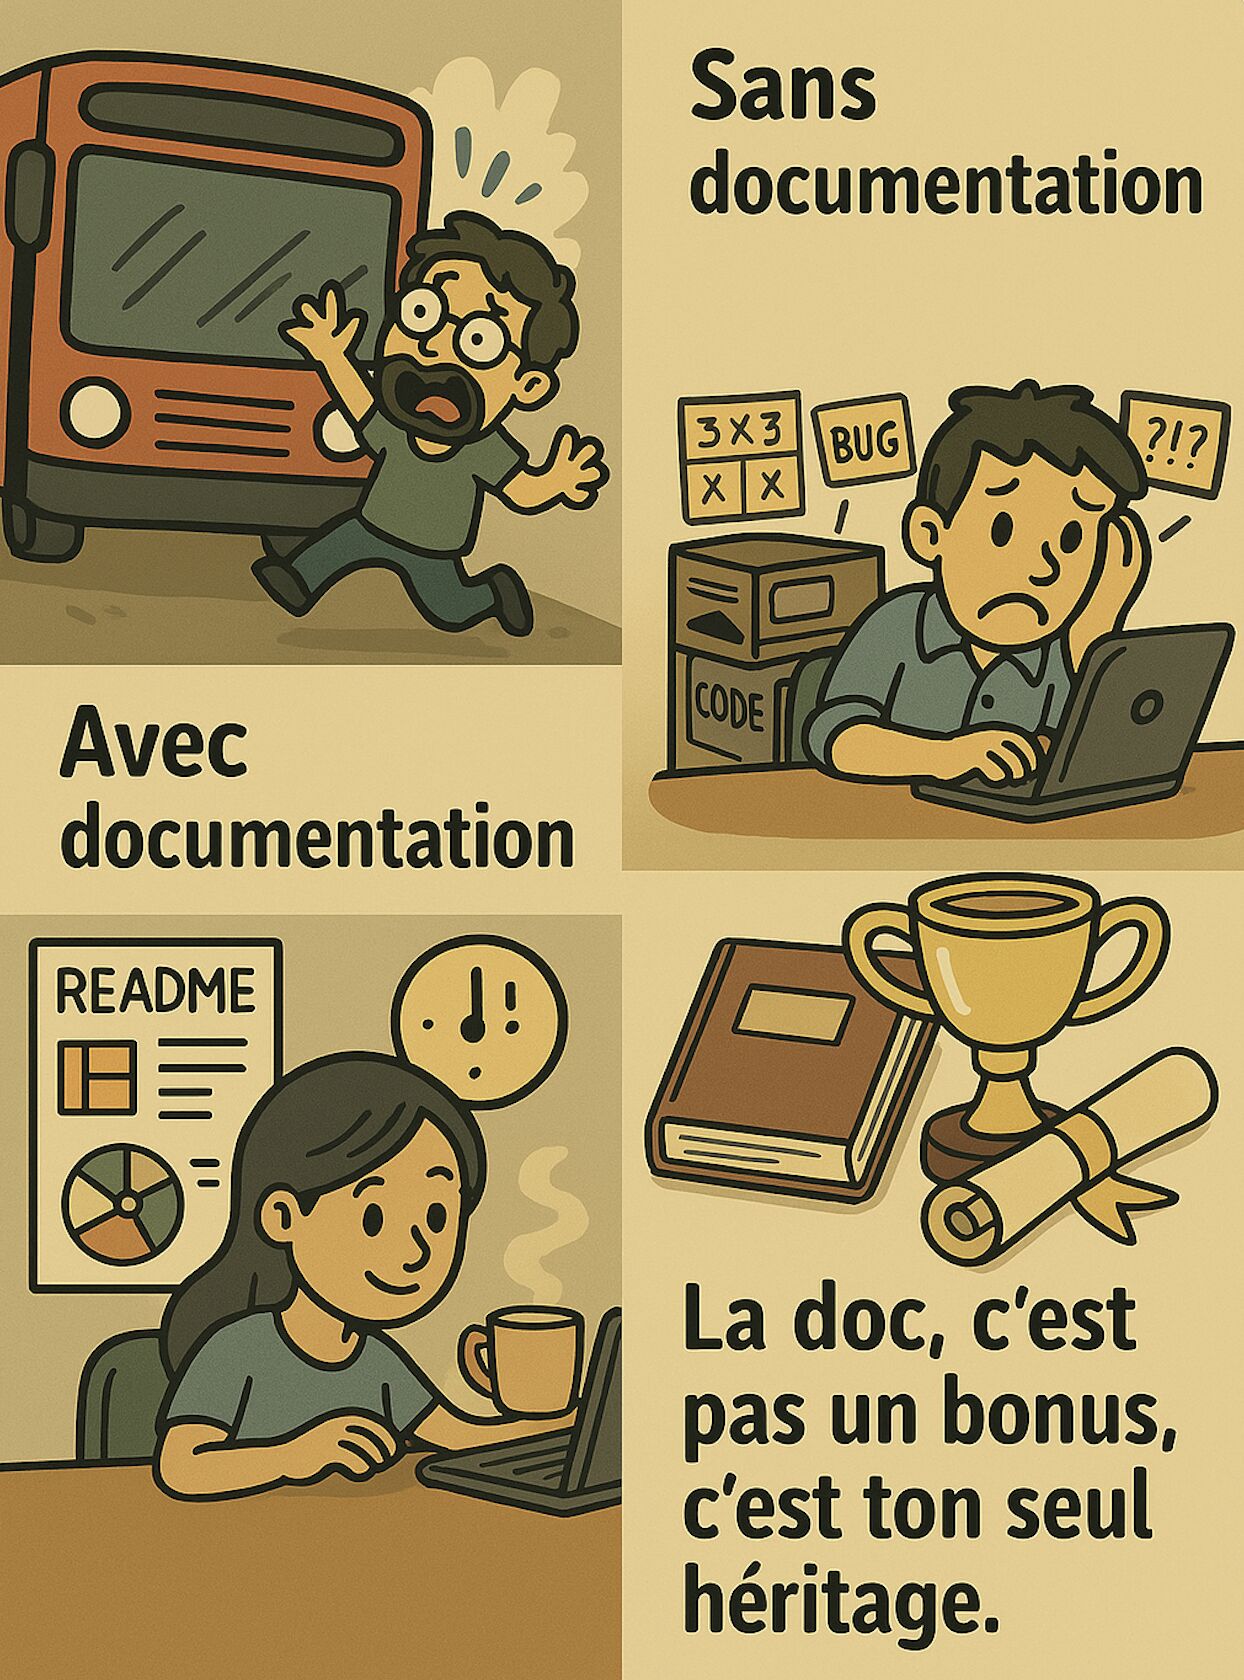 Sans
documentation
3 X 3
X X
BUG
?!?
CODE
Avec
documentation
README
La doc, c'est
pas un bonus,
c'est ton seul
héritage.